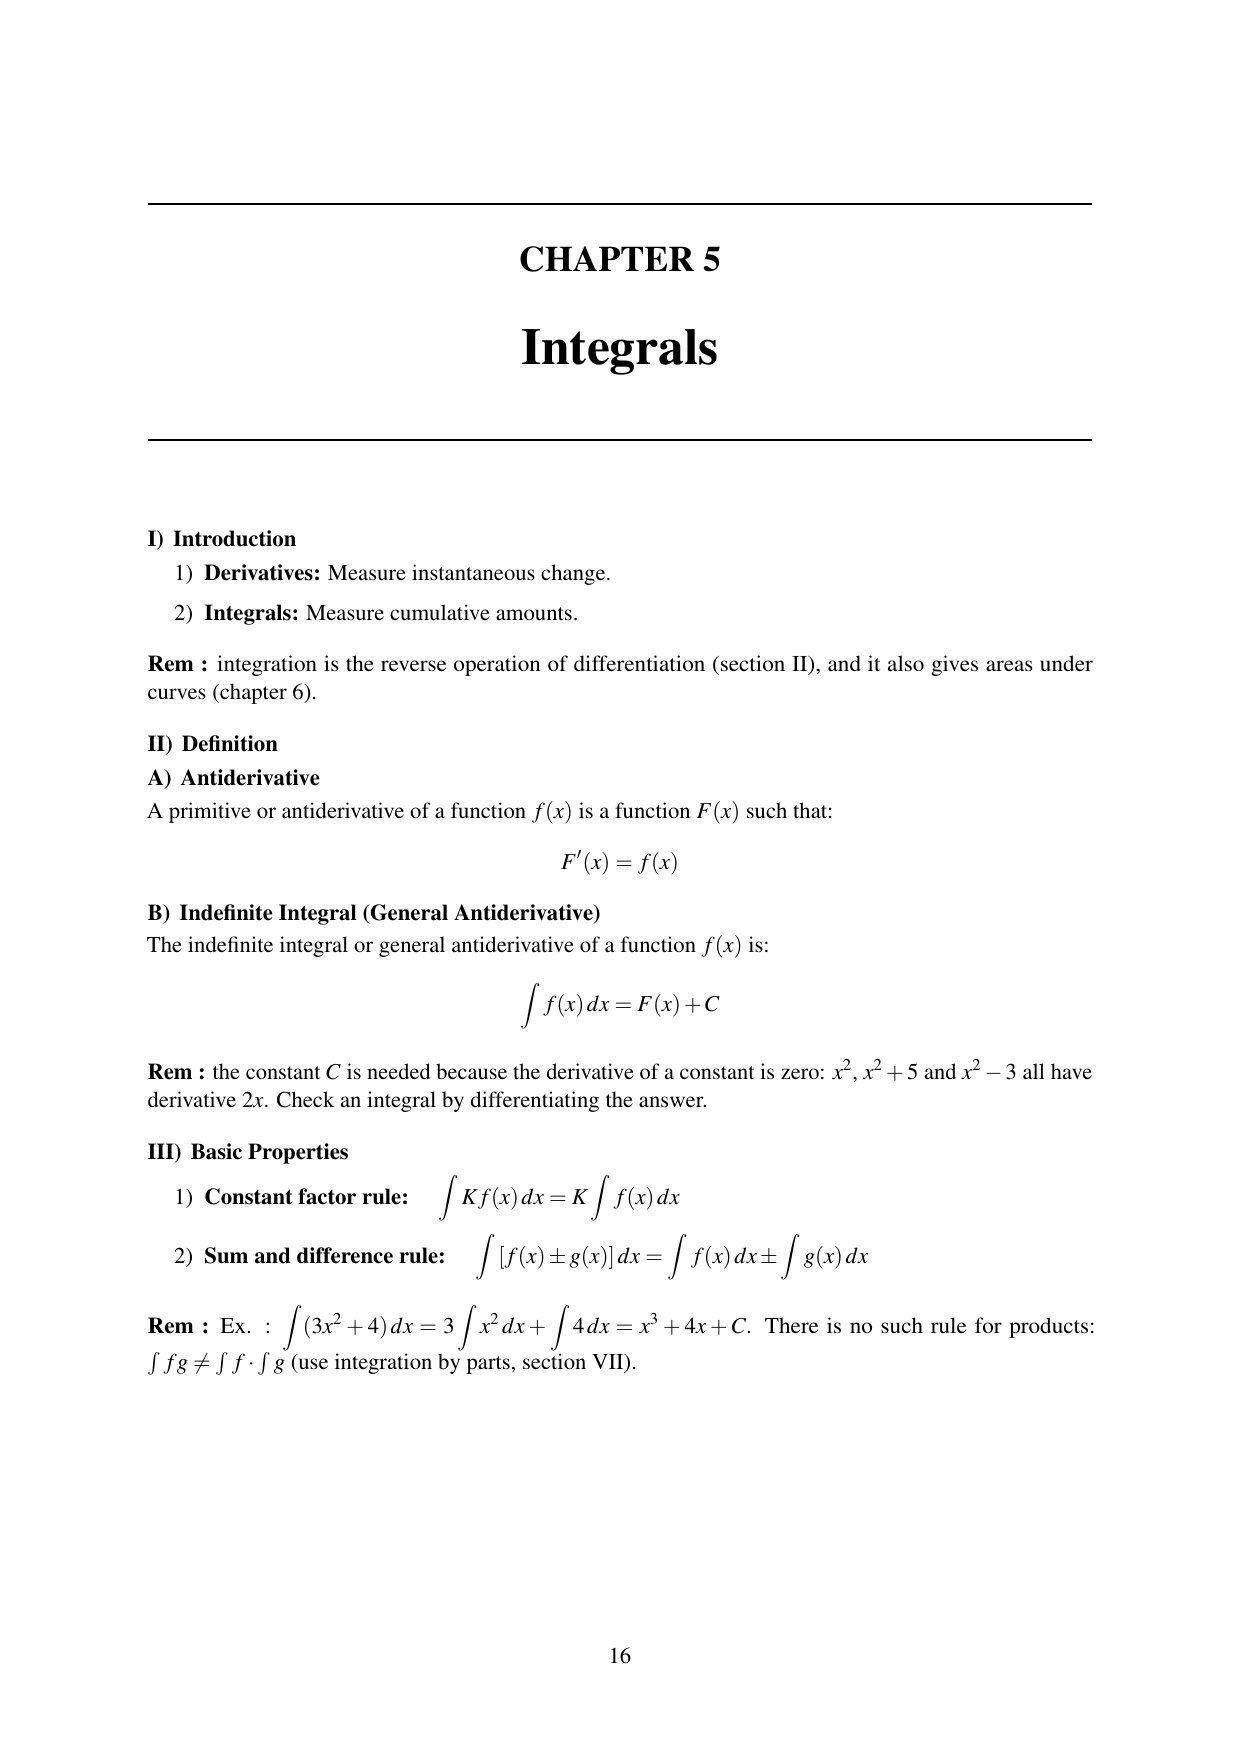 CHAPTER 5
Integrals
I) Introduction
1) Derivatives: Measure instantaneous change.
2) Integrals: Measure cumulative amounts.
Rem : integration is the reverse operation of differentiation (section II), and it also gives areas under
curves (chapter 6).
II) Definition
A) Antiderivative
A primitive or antiderivative of a function f(x) is a function F(x) such that:
F′(x) = f(x)
B) Indefinite Integral (General Antiderivative)
The indefinite integral or general antiderivative of a function f(x) is:
∫ f(x) dx = F(x) + C
Rem : the constant C is needed because the derivative of a constant is zero: x², x² + 5 and x² − 3 all have
derivative 2x. Check an integral by differentiating the answer.
III) Basic Properties
1) Constant factor rule: ∫ K f(x) dx = K ∫ f(x) dx
2) Sum and difference rule: ∫ [f(x) ± g(x)] dx = ∫ f(x) dx ± ∫ g(x) dx
Rem : Ex. : ∫ (3x² + 4) dx = 3 ∫ x² dx + ∫ 4 dx = x³ + 4x + C. There is no such rule for products:
∫ fg ≠ ∫ f · ∫ g (use integration by parts, section VII).
16